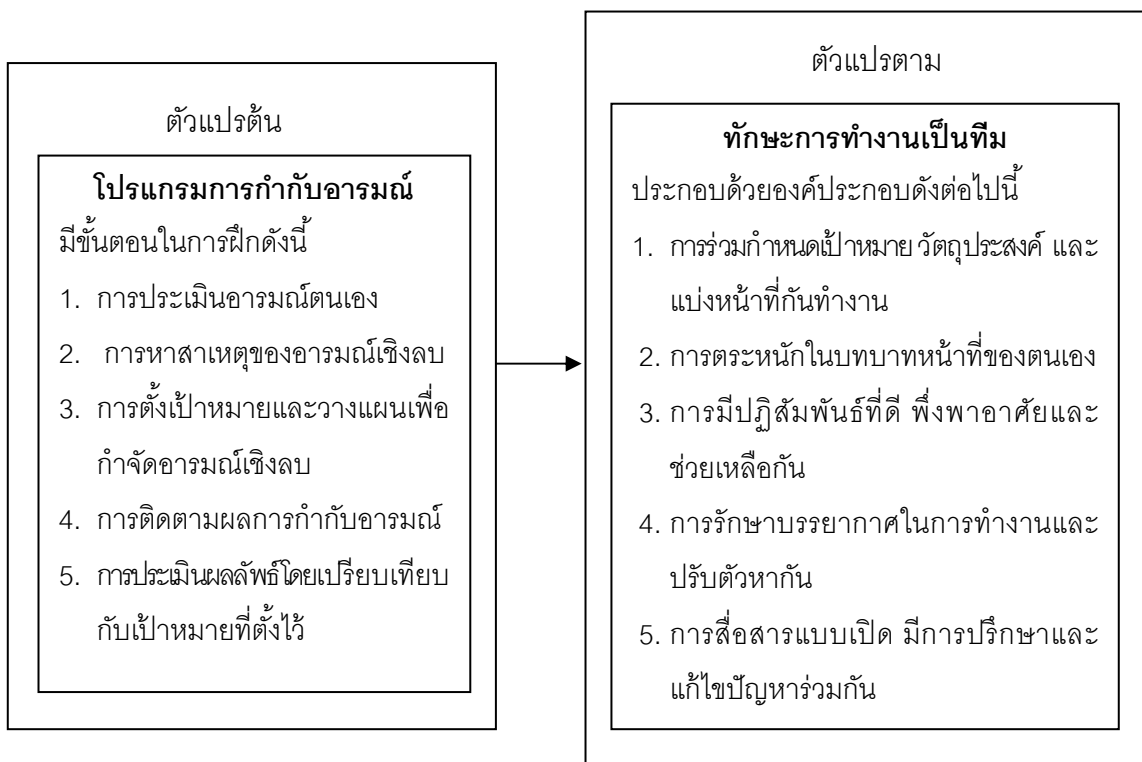 ตัวแปรต้น
โปรแกรมการกำกับอารมณ์
มีขั้นตอนในการฝึกดังนี้
1. การประเมินอารมณ์ตนเอง
2. การหาสาเหตุของอารมณ์เชิงลบ
3. การตั้งเป้าหมายและวางแผนเพื่อ
กำจัดอารมณ์เชิงลบ
4. การติดตามผลการกำกับอารมณ์
5. การประเมินผลลัพธ์โดยเปรียบเทียบ
กับเป้าหมายที่ตั้งไว้
ตัวแปรตาม
ทักษะการทำงานเป็นทีม
ประกอบด้วยองค์ประกอบดังต่อไปนี้
1. การร่วมกำหนดเป้าหมาย วัตถุประสงค์ และ
แบ่งหน้าที่กันทำงาน
2. การตระหนักในบทบาทหน้าที่ของตนเอง
3. การมีปฏิสัมพันธ์ที่ดี พึ่งพาอาศัยและ
ช่วยเหลือกัน
4. การรักษาบรรยากาศในการทำงานและ
ปรับตัวหากัน
5. การสื่อสารแบบเปิด มีการปรึกษาและ
แก้ไขปัญหาร่วมกัน